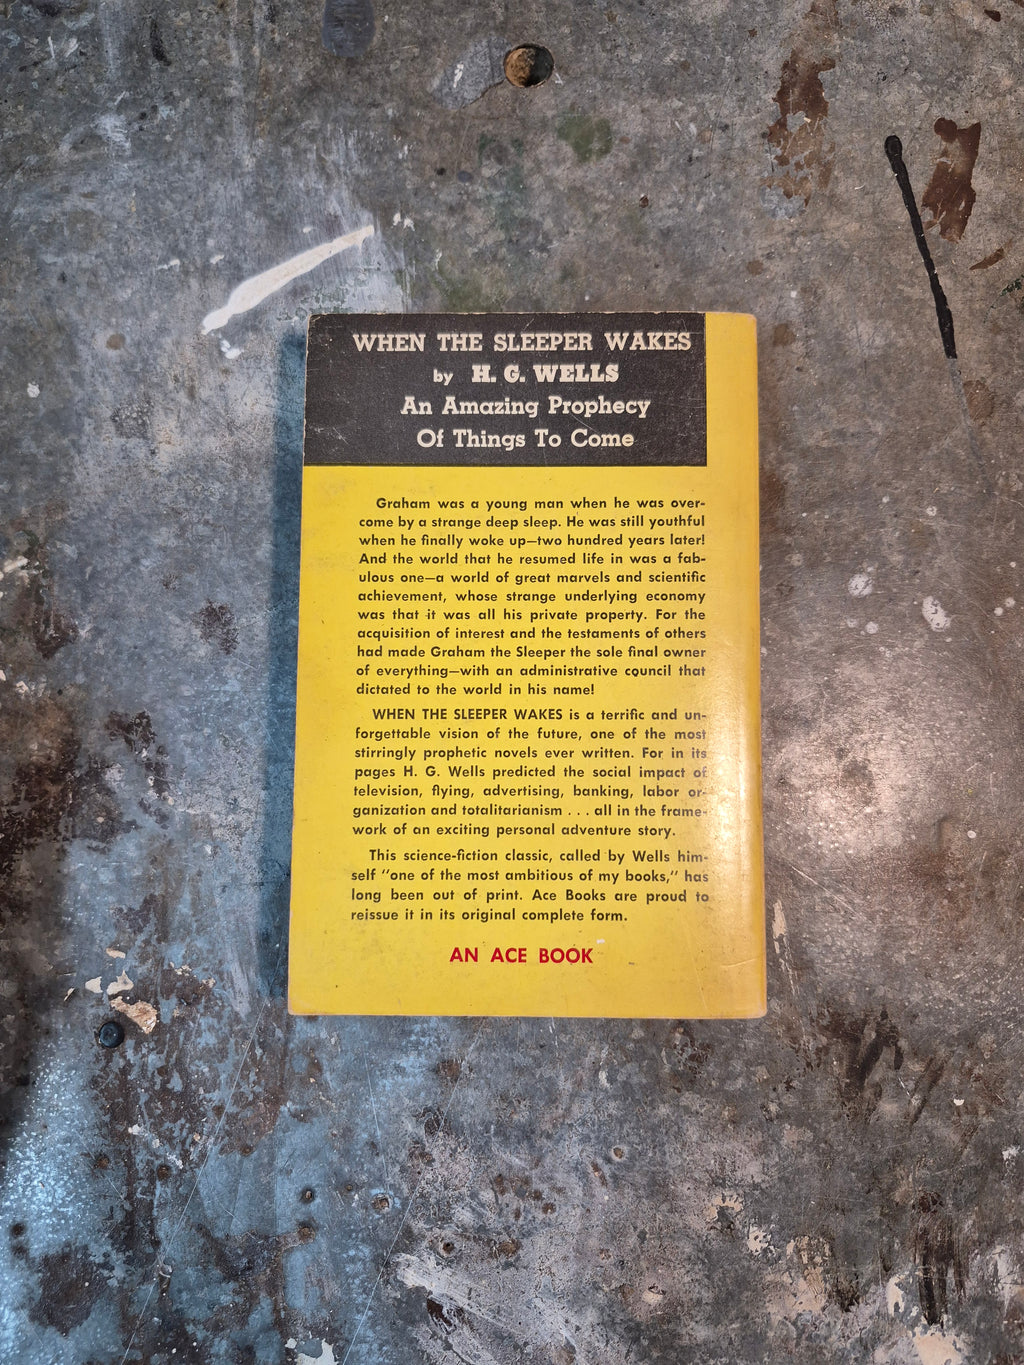 WHEN THE SLEEPER WAKES
by H. G. WELLS
An Amazing Prophecy
Of Things To Come
Graham was a young man when he was over-
come by a strange deep sleep. He was still youthful
when he finally woke up—two hundred years later!
And the world that he resumed life in was a fab-
ulous one—a world of great marvels and scientific
achievement, whose strange underlying economy
was that it was all his private property. For the
acquisition of interest and the testaments of others
had made Graham the Sleeper the sole final owner
of everything—with an administrative council that
dictated to the world in his name!
WHEN THE SLEEPER WAKES is a terrific and un-
forgettable vision of the future, one of the most
stirringly prophetic novels ever written. For in its
pages H. G. Wells predicted the social impact of
television, flying, advertising, banking, labor or-
ganization and totalitarianism . . . all in the frame-
work of an exciting personal adventure story.
This science-fiction classic, called by Wells him-
self "one of the most ambitious of my books," has
long been out of print. Ace Books are proud to
reissue it in its original complete form.
AN ACE BOOK